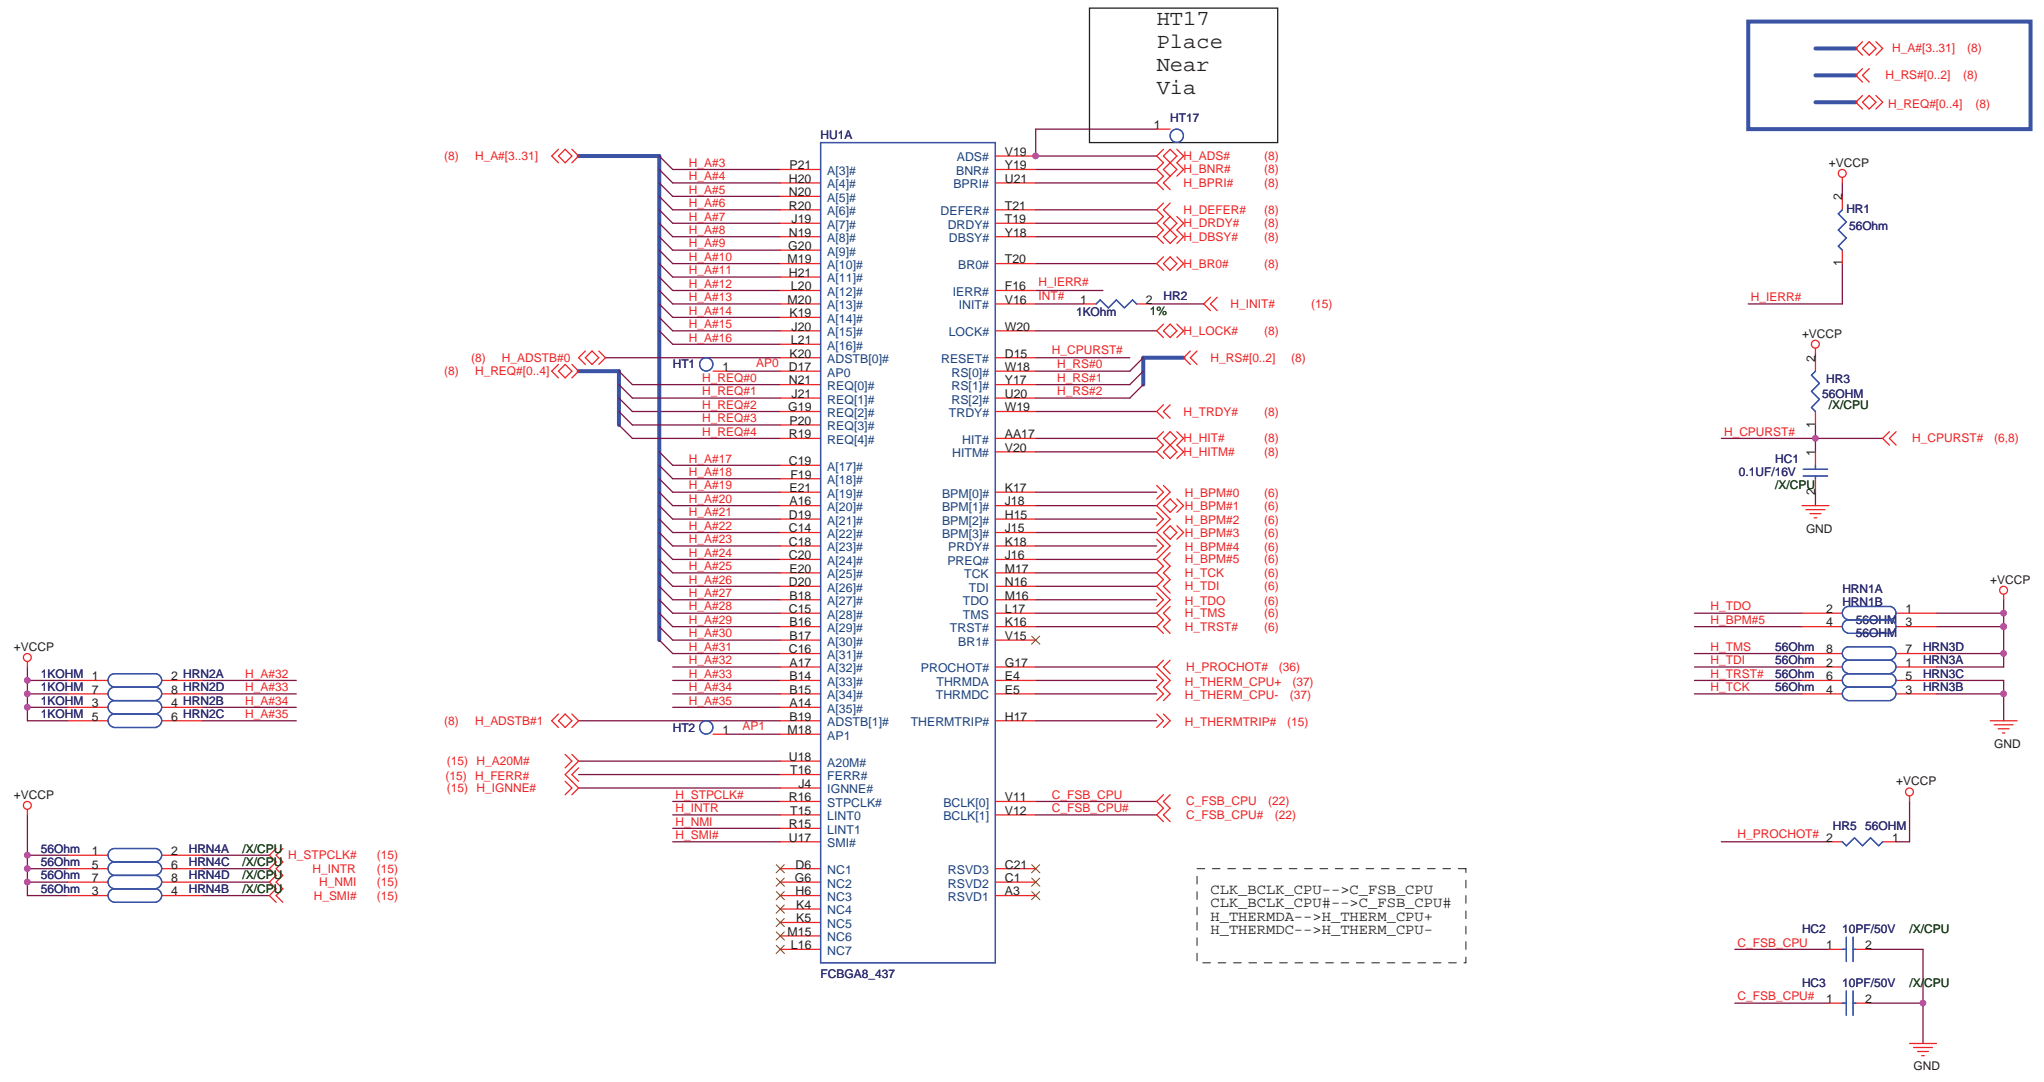 HT17
Place
Near
Via
1 HT17
H_A#[3..31] (8)
H_RS#[0..2] (8)
H_REQ#[0..4] (8)
HU1A
(8) H_A#[3..31]
H_A#3 P21 A[3]#
H_A#4 H20 A[4]#
H_A#5 N20 A[5]#
H_A#6 R20 A[6]#
H_A#7 J19 A[7]#
H_A#8 N19 A[8]#
H_A#9 G20 A[9]#
H_A#10 M19 A[10]#
H_A#11 H21 A[11]#
H_A#12 L20 A[12]#
H_A#13 M20 A[13]#
H_A#14 K19 A[14]#
H_A#15 J20 A[15]#
H_A#16 L21 A[16]#
(8) H_ADSTB#0 K20 ADSTB[0]#
HT1 1 AP0 D17 AP0
(8) H_REQ#[0..4]
H_REQ#0 N21 REQ[0]#
H_REQ#1 J21 REQ[1]#
H_REQ#2 G19 REQ[2]#
H_REQ#3 P20 REQ[3]#
H_REQ#4 R19 REQ[4]#
H_A#17 C19 A[17]#
H_A#18 F19 A[18]#
H_A#19 E21 A[19]#
H_A#20 A16 A[20]#
H_A#21 D19 A[21]#
H_A#22 C14 A[22]#
H_A#23 C18 A[23]#
H_A#24 C20 A[24]#
H_A#25 E20 A[25]#
H_A#26 D20 A[26]#
H_A#27 B18 A[27]#
H_A#28 C15 A[28]#
H_A#29 B16 A[29]#
H_A#30 B17 A[30]#
H_A#31 C16 A[31]#
H_A#32 A17 A[32]#
H_A#33 B14 A[33]#
H_A#34 B15 A[34]#
H_A#35 A14 A[35]#
(8) H_ADSTB#1 B19 ADSTB[1]#
HT2 1 AP1 M18 AP1
(15) H_A20M# U18 A20M#
(15) H_FERR# T16 FERR#
(15) H_IGNNE# J4 IGNNE#
H_STPCLK# R16 STPCLK#
H_INTR T15 LINT0
H_NMI R15 LINT1
H_SMI# U17 SMI#
D6 NC1
G6 NC2
H6 NC3
K4 NC4
K5 NC5
M15 NC6
L16 NC7
FCBGA8_437
ADS# V19 H_ADS# (8)
BNR# Y19 H_BNR# (8)
BPRI# U21 H_BPRI# (8)
DEFER# T21 H_DEFER# (8)
DRDY# T19 H_DRDY# (8)
DBSY# Y18 H_DBSY# (8)
BR0# T20 H_BR0# (8)
IERR# F16 H_IERR#
INIT# V16 INT# 1 2 HR2 H_INIT# (15)
1KOhm 1%
LOCK# W20 H_LOCK# (8)
RESET# D15 H_CPURST# H_RS#[0..2] (8)
RS[0]# W18 H_RS#0
RS[1]# Y17 H_RS#1
RS[2]# U20 H_RS#2
TRDY# W19 H_TRDY# (8)
HIT# AA17 H_HIT# (8)
HITM# V20 H_HITM# (8)
BPM[0]# K17 H_BPM#0 (6)
BPM[1]# J18 H_BPM#1 (6)
BPM[2]# H15 H_BPM#2 (6)
BPM[3]# J15 H_BPM#3 (6)
PRDY# K18 H_BPM#4 (6)
PREQ# J16 H_BPM#5 (6)
TCK M17 H_TCK (6)
TDI N16 H_TDI (6)
TDO M16 H_TDO (6)
TMS L17 H_TMS (6)
TRST# K16 H_TRST# (6)
BR1# V15
PROCHOT# G17 H_PROCHOT# (36)
THRMDA E4 H_THERM_CPU+ (37)
THRMDC E5 H_THERM_CPU- (37)
THERMTRIP# H17 H_THERMTRIP# (15)
BCLK[0] V11 C_FSB_CPU C_FSB_CPU (22)
BCLK[1] V12 C_FSB_CPU# C_FSB_CPU# (22)
RSVD3 C21
RSVD2 C1
RSVD1 A3
CLK_BCLK_CPU-->C_FSB_CPU
CLK_BCLK_CPU#-->C_FSB_CPU#
H_THERMDA-->H_THERM_CPU+
H_THERMDC-->H_THERM_CPU-
+VCCP
1KOHM 1 2 HRN2A H_A#32
1KOHM 7 8 HRN2D H_A#33
1KOHM 3 4 HRN2B H_A#34
1KOHM 5 6 HRN2C H_A#35
+VCCP
56Ohm 1 2 HRN4A /X/CPU H_STPCLK# (15)
56Ohm 5 6 HRN4C /X/CPU H_INTR (15)
56Ohm 7 8 HRN4D /X/CPU H_NMI (15)
56Ohm 3 4 HRN4B /X/CPU H_SMI# (15)
+VCCP
2
HR1
56Ohm
1
H_IERR#
+VCCP
2
HR3
56OHM
/X/CPU
1
H_CPURST# H_CPURST# (6,8)
1
HC1
0.1UF/16V
/X/CPU
2
GND
+VCCP
HRN1A
HRN1B
H_TDO 2 1
56OHM
H_BPM#5 4 3
56OHM
H_TMS 56Ohm 8 7 HRN3D
H_TDI 56Ohm 2 1 HRN3A
H_TRST# 56Ohm 6 5 HRN3C
H_TCK 56Ohm 4 3 HRN3B
GND
+VCCP
HR5 56OHM
H_PROCHOT# 2 1
HC2 10PF/50V /X/CPU
C_FSB_CPU 1 2
HC3 10PF/50V /X/CPU
C_FSB_CPU# 1 2
GND